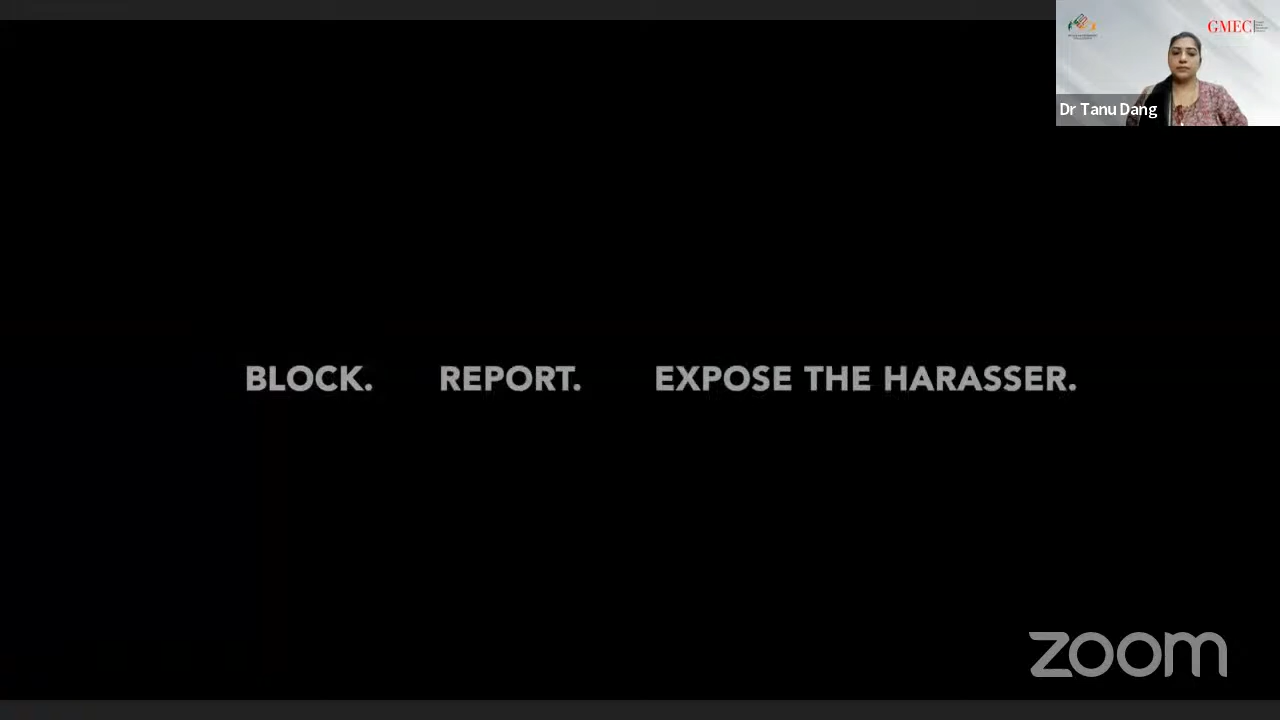 GMEC
Dr Tanu Dang
BLOCK. REPORT. EXPOSE THE HARASSER.
zoom